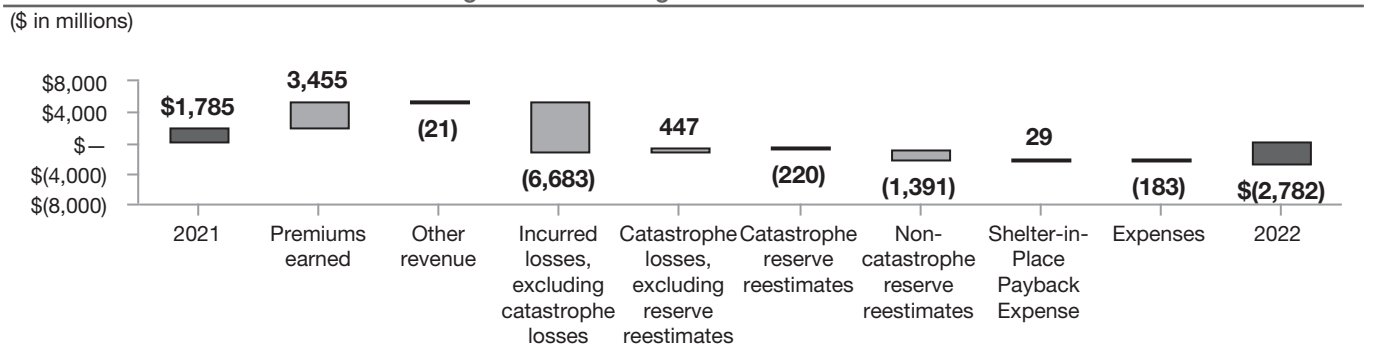 ($ in millions)
$8,000
$4,000
$—
$(4,000)
$(8,000)
$1,785
3,455
(21)
(6,683)
447
(220)
(1,391)
29
(183)
$(2,782)
2021
Premiums
earned
Other
revenue
Incurred
losses,
excluding
catastrophe
losses
Catastrophe
losses,
excluding
reserve
reestimates
Catastrophe
reserve
reestimates
Non-
catastrophe
reserve
reestimates
Shelter-in-
Place
Payback
Expense
Expenses
2022